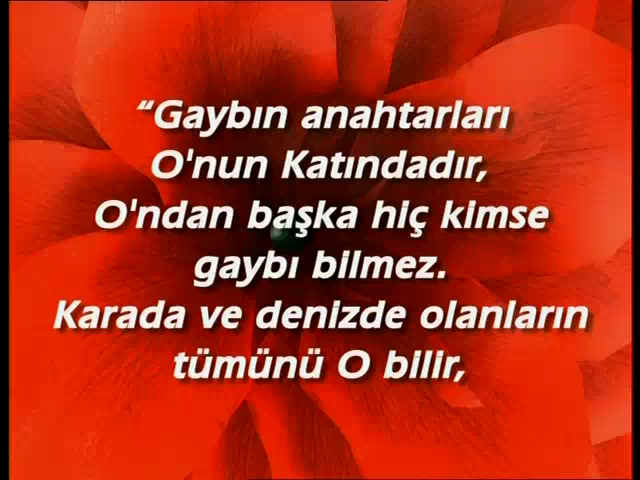 “Gaybın anahtarları
O'nun Katındadır,
O'ndan başka hiç kimse
gaybı bilmez.
Karada ve denizde olanların
tümünü O bilir,